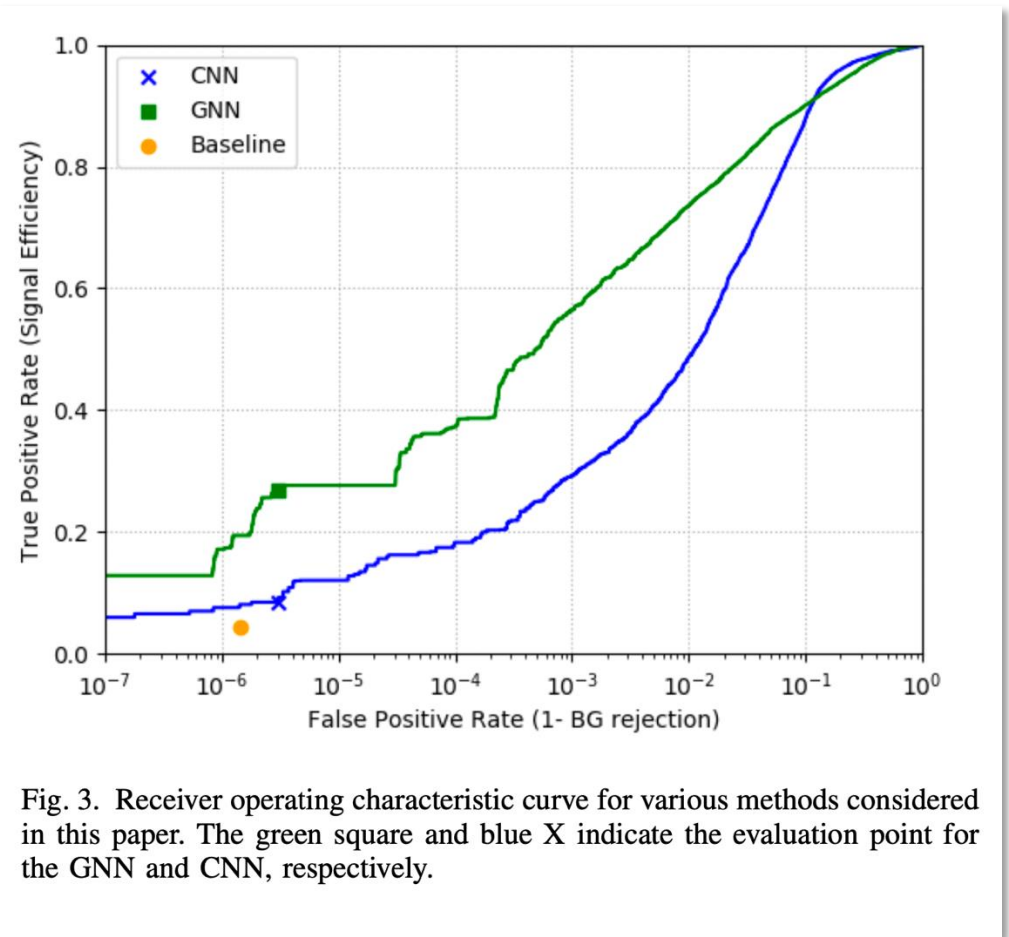 1.0
0.8
0.6
0.4
0.2
0.0
True Positive Rate (Signal Efficiency)
CNN
GNN
Baseline
10⁻⁷ 10⁻⁶ 10⁻⁵ 10⁻⁴ 10⁻³ 10⁻² 10⁻¹ 10⁰
False Positive Rate (1- BG rejection)
Fig. 3. Receiver operating characteristic curve for various methods considered
in this paper. The green square and blue X indicate the evaluation point for
the GNN and CNN, respectively.